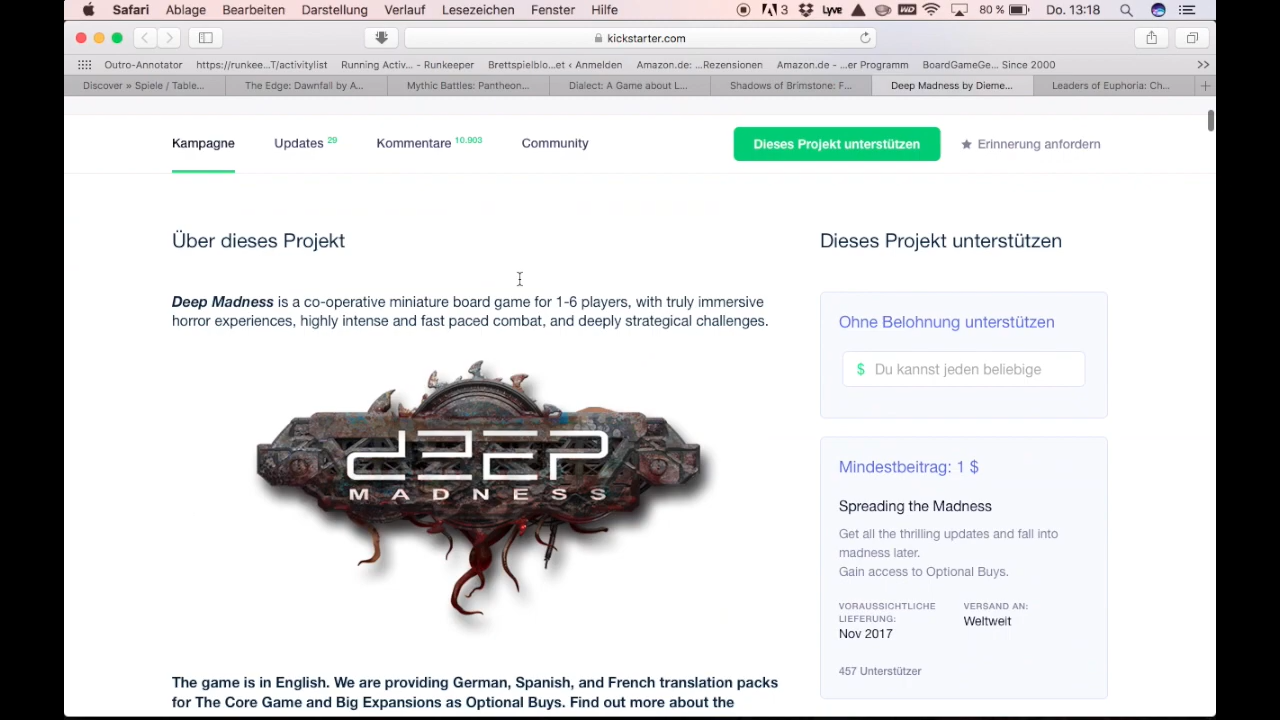 Safari Ablage Bearbeiten Darstellung Verlauf Lesezeichen Fenster Hilfe 3 Lyve WD 80 % Do. 13:18
kickstarter.com
Outro-Annotator https://runkee...T/activitylist Running Activ... - Runkeeper Brettspielblo...et ‹ Anmelden Amazon.de: ...Rezensionen Amazon.de - ...er Programm BoardGameGe... Since 2000 >>
Discover » Spiele / Table... The Edge: Dawnfall by A... Mythic Battles: Pantheon... Dialect: A Game about L... Shadows of Brimstone: F... Deep Madness by Dieme... Leaders of Euphoria: Ch... +
Kampagne Updates 29 Kommentare 10.903 Community Dieses Projekt unterstützen Erinnerung anfordern
Über dieses Projekt
Deep Madness is a co-operative miniature board game for 1-6 players, with truly immersive
horror experiences, highly intense and fast paced combat, and deeply strategical challenges.
DEEP
MADNESS
The game is in English. We are providing German, Spanish, and French translation packs
for The Core Game and Big Expansions as Optional Buys. Find out more about the
Dieses Projekt unterstützen
Ohne Belohnung unterstützen
$ Du kannst jeden beliebige
Mindestbeitrag: 1 $
Spreading the Madness
Get all the thrilling updates and fall into
madness later.
Gain access to Optional Buys.
VORAUSSICHTLICHE
LIEFERUNG:
Nov 2017
VERSAND AN:
Weltweit
457 Unterstützer